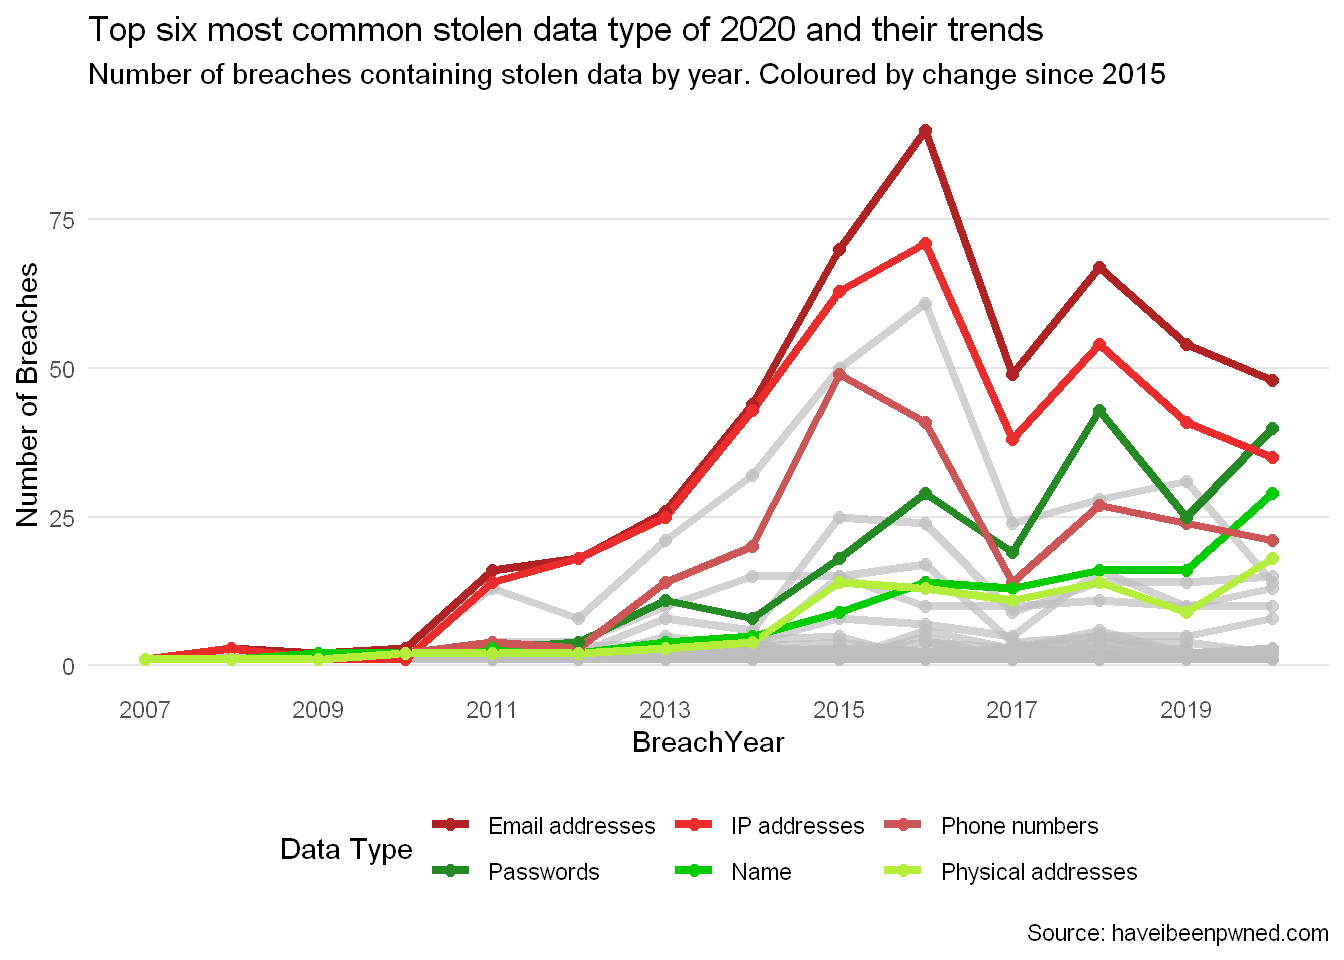 Top six most common stolen data type of 2020 and their trends
Number of breaches containing stolen data by year. Coloured by change since 2015
Number of Breaches
75
50
25
0
2007 2009 2011 2013 2015 2017 2019
BreachYear
Data Type
Email addresses IP addresses Phone numbers
Passwords Name Physical addresses
Source: haveibeenpwned.com